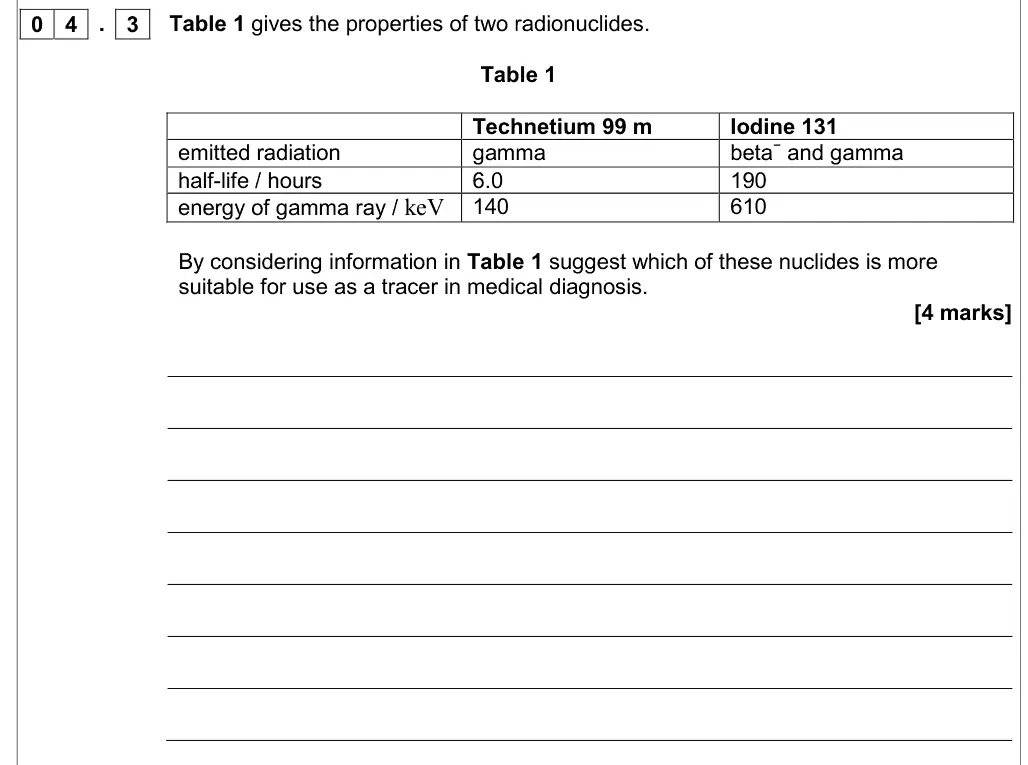 0 4 . 3 Table 1 gives the properties of two radionuclides.
Table 1
Technetium 99 m Iodine 131
emitted radiation gamma beta⁻ and gamma
half-life / hours 6.0 190
energy of gamma ray / keV 140 610
By considering information in Table 1 suggest which of these nuclides is more
suitable for use as a tracer in medical diagnosis.
[4 marks]